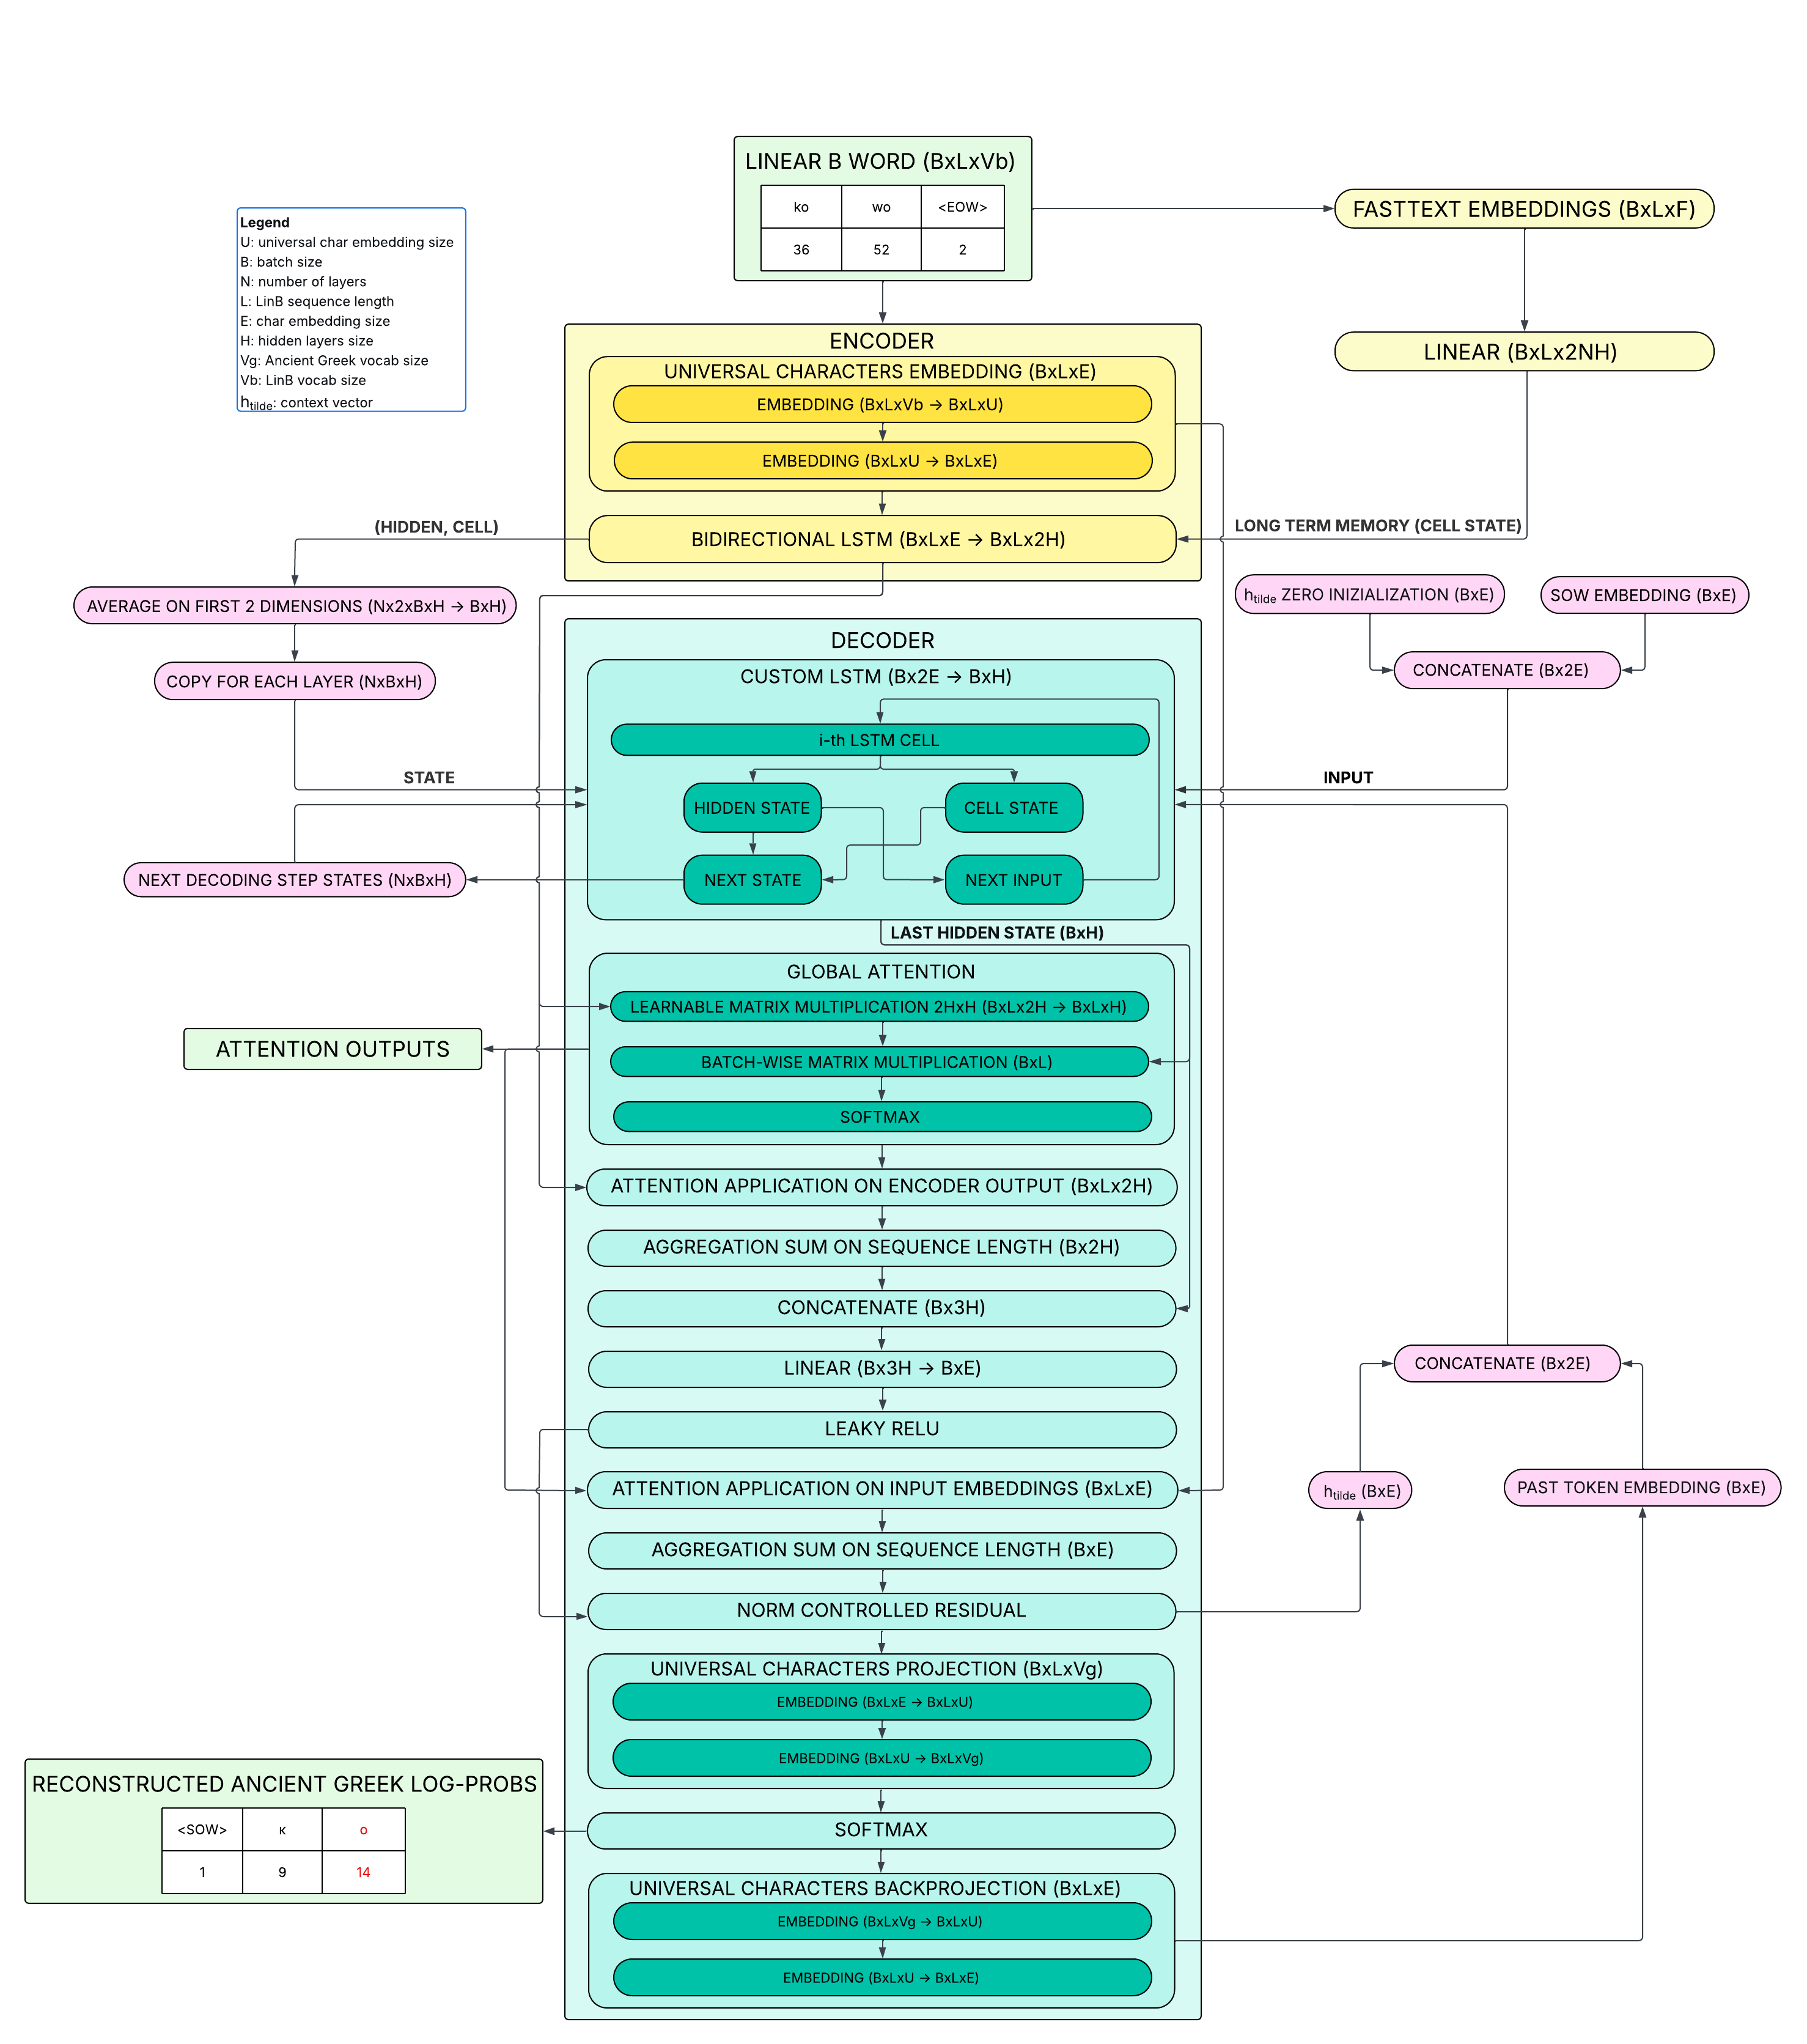 LINEAR B WORD (BxLxVb)
ko wo <EOW>
36 52 2
FASTTEXT EMBEDDINGS (BxLxF)
LINEAR (BxLx2NH)
Legend
U: universal char embedding size
B: batch size
N: number of layers
L: LinB sequence length
E: char embedding size
H: hidden layers size
Vg: Ancient Greek vocab size
Vb: LinB vocab size
htilde: context vector
ENCODER
UNIVERSAL CHARACTERS EMBEDDING (BxLxE)
EMBEDDING (BxLxVb → BxLxU)
EMBEDDING (BxLxU → BxLxE)
BIDIRECTIONAL LSTM (BxLxE → BxLx2H)
(HIDDEN, CELL)
LONG TERM MEMORY (CELL STATE)
AVERAGE ON FIRST 2 DIMENSIONS (Nx2xBxH → BxH)
COPY FOR EACH LAYER (NxBxH)
STATE
NEXT DECODING STEP STATES (NxBxH)
htilde ZERO INIZIALIZATION (BxE)
SOW EMBEDDING (BxE)
CONCATENATE (Bx2E)
INPUT
DECODER
CUSTOM LSTM (Bx2E → BxH)
i-th LSTM CELL
HIDDEN STATE
CELL STATE
NEXT STATE
NEXT INPUT
LAST HIDDEN STATE (BxH)
GLOBAL ATTENTION
LEARNABLE MATRIX MULTIPLICATION 2HxH (BxLx2H → BxLxH)
BATCH-WISE MATRIX MULTIPLICATION (BxL)
SOFTMAX
ATTENTION OUTPUTS
ATTENTION APPLICATION ON ENCODER OUTPUT (BxLx2H)
AGGREGATION SUM ON SEQUENCE LENGTH (Bx2H)
CONCATENATE (Bx3H)
LINEAR (Bx3H → BxE)
LEAKY RELU
ATTENTION APPLICATION ON INPUT EMBEDDINGS (BxLxE)
AGGREGATION SUM ON SEQUENCE LENGTH (BxE)
NORM CONTROLLED RESIDUAL
CONCATENATE (Bx2E)
htilde (BxE)
PAST TOKEN EMBEDDING (BxE)
UNIVERSAL CHARACTERS PROJECTION (BxLxVg)
EMBEDDING (BxLxE → BxLxU)
EMBEDDING (BxLxU → BxLxVg)
SOFTMAX
RECONSTRUCTED ANCIENT GREEK LOG-PROBS
<SOW> κ ο
1 9 14
UNIVERSAL CHARACTERS BACKPROJECTION (BxLxE)
EMBEDDING (BxLxVg → BxLxU)
EMBEDDING (BxLxU → BxLxE)